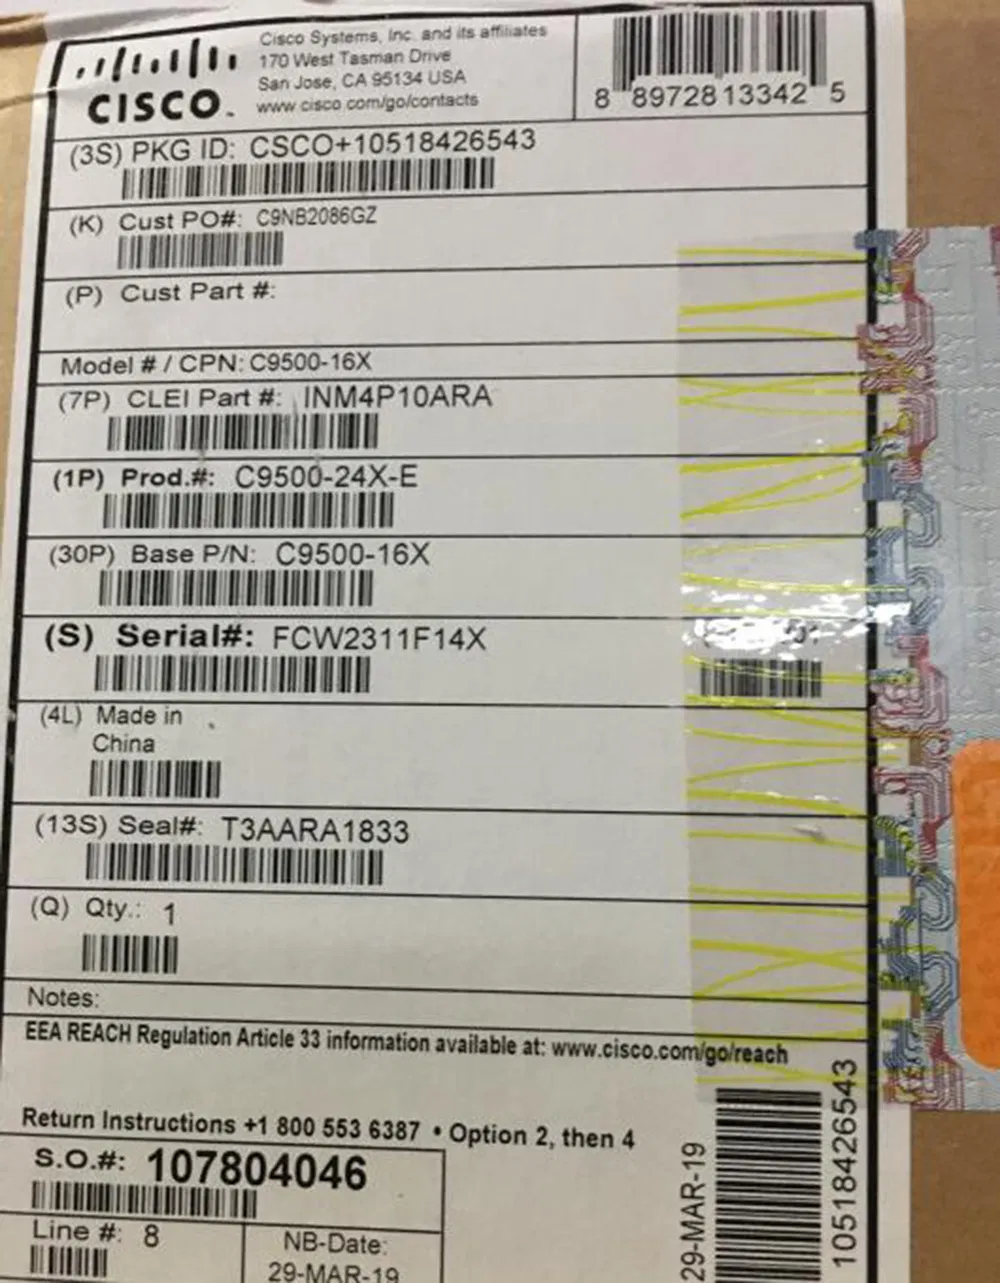 Cisco Systems, Inc. and its affiliates
170 West Tasman Drive
San Jose, CA 95134 USA
www.cisco.com/go/contacts
CISCO
8 89728 13342 5
(3S) PKG ID: CSCO+10518426543
(K) Cust PO#: C9NB2086GZ
(P) Cust Part #:
Model # / CPN: C9500-16X
(7P) CLEI Part #: INM4P10ARA
(1P) Prod.#: C9500-24X-E
(30P) Base P/N: C9500-16X
(S) Serial#: FCW2311F14X
(4L) Made in
China
(13S) Seal#: T3AARA1833
(Q) Qty.: 1
Notes:
EEA REACH Regulation Article 33 information available at: www.cisco.com/go/reach
Return Instructions +1 800 553 6387 • Option 2, then 4
S.O.#: 107804046
Line #: 8
NB-Date:
29-MAR-19
29-MAR-19
10518426543